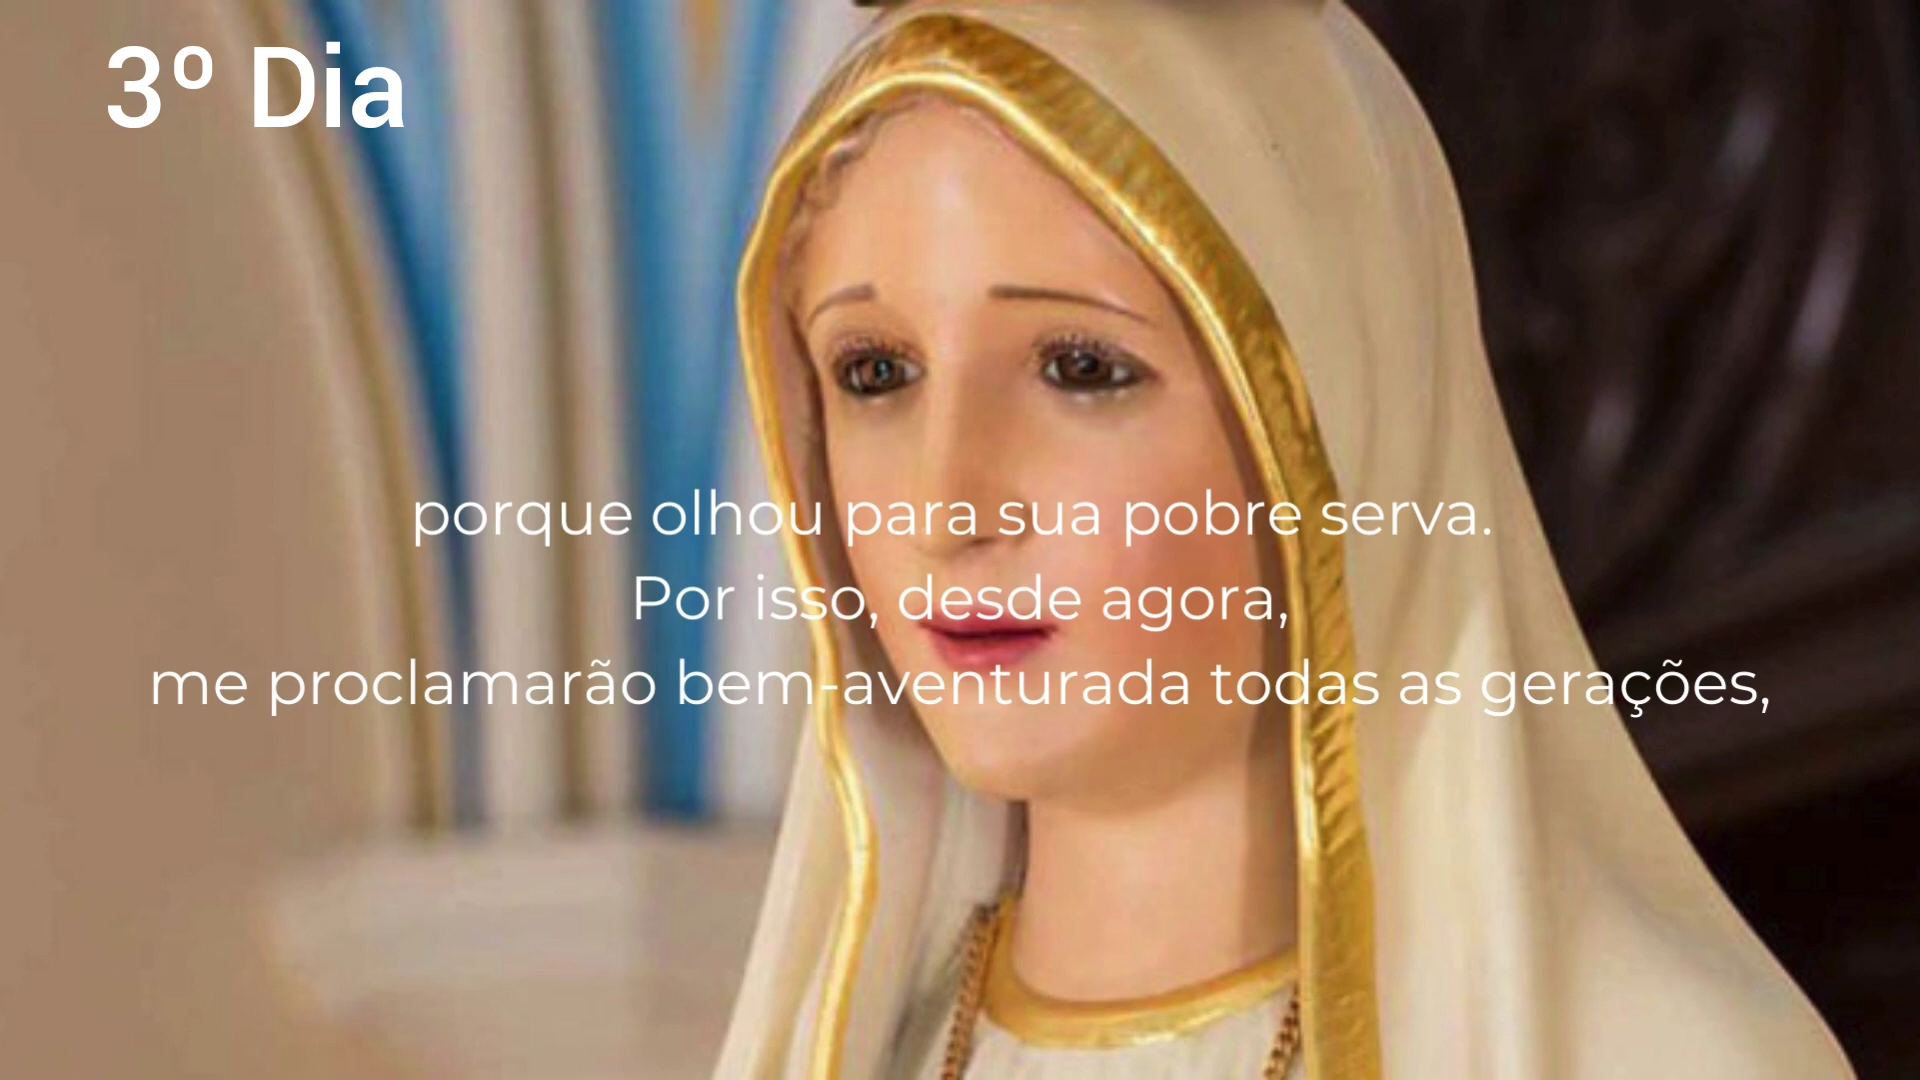 3º Dia
porque olhou para sua pobre serva.
Por isso, desde agora,
me proclamarão bem-aventurada todas as gerações,